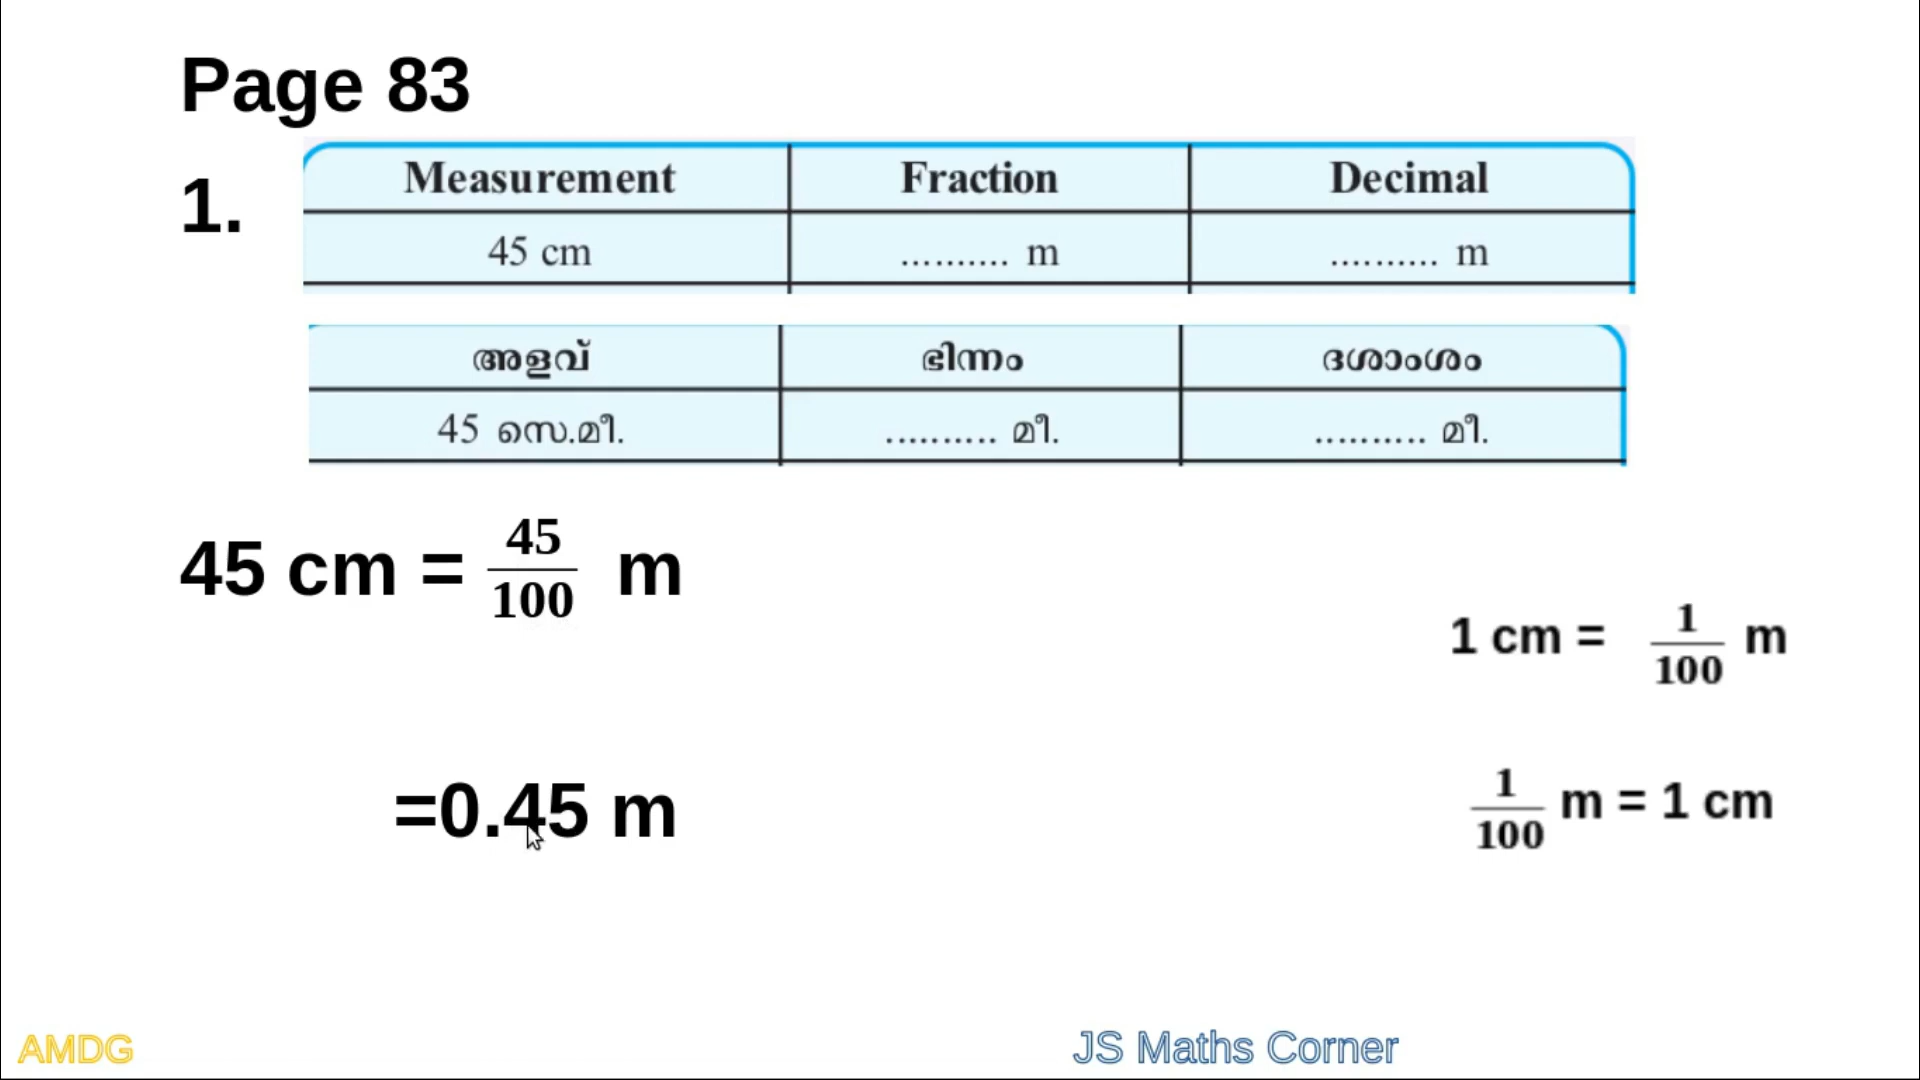 Page 83
1.
Measurement Fraction Decimal
45 cm .......... m .......... m
അളവ് ഭിന്നം ദശാംശം
45 സെ.മീ. .......... മീ. .......... മീ.
45 cm = 45/100 m
1 cm = 1/100 m
=0.45 m
1/100 m = 1 cm
AMDG
JS Maths Corner